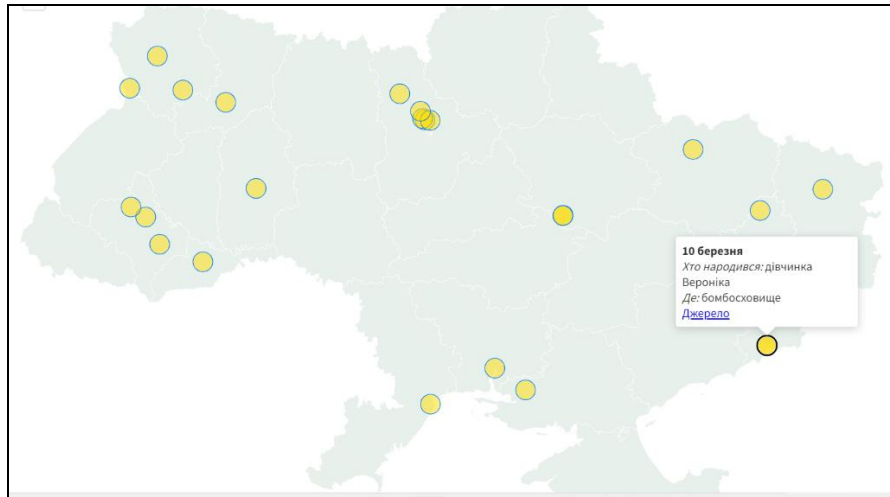 10 березня
Хто народився: дівчинка
Вероніка
Де: бомбосховище
Джерело